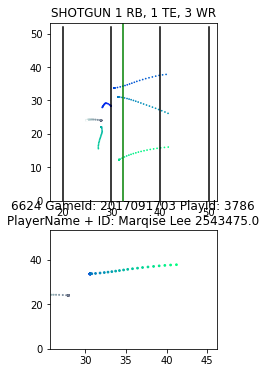 SHOTGUN 1 RB, 1 TE, 3 WR
50
40
30
20
10
0
20 30 40 50
6624 GameId: 2017091703 PlayId: 3786
PlayerName + ID: Marqise Lee 2543475.0
40
20
0
30 35 40 45